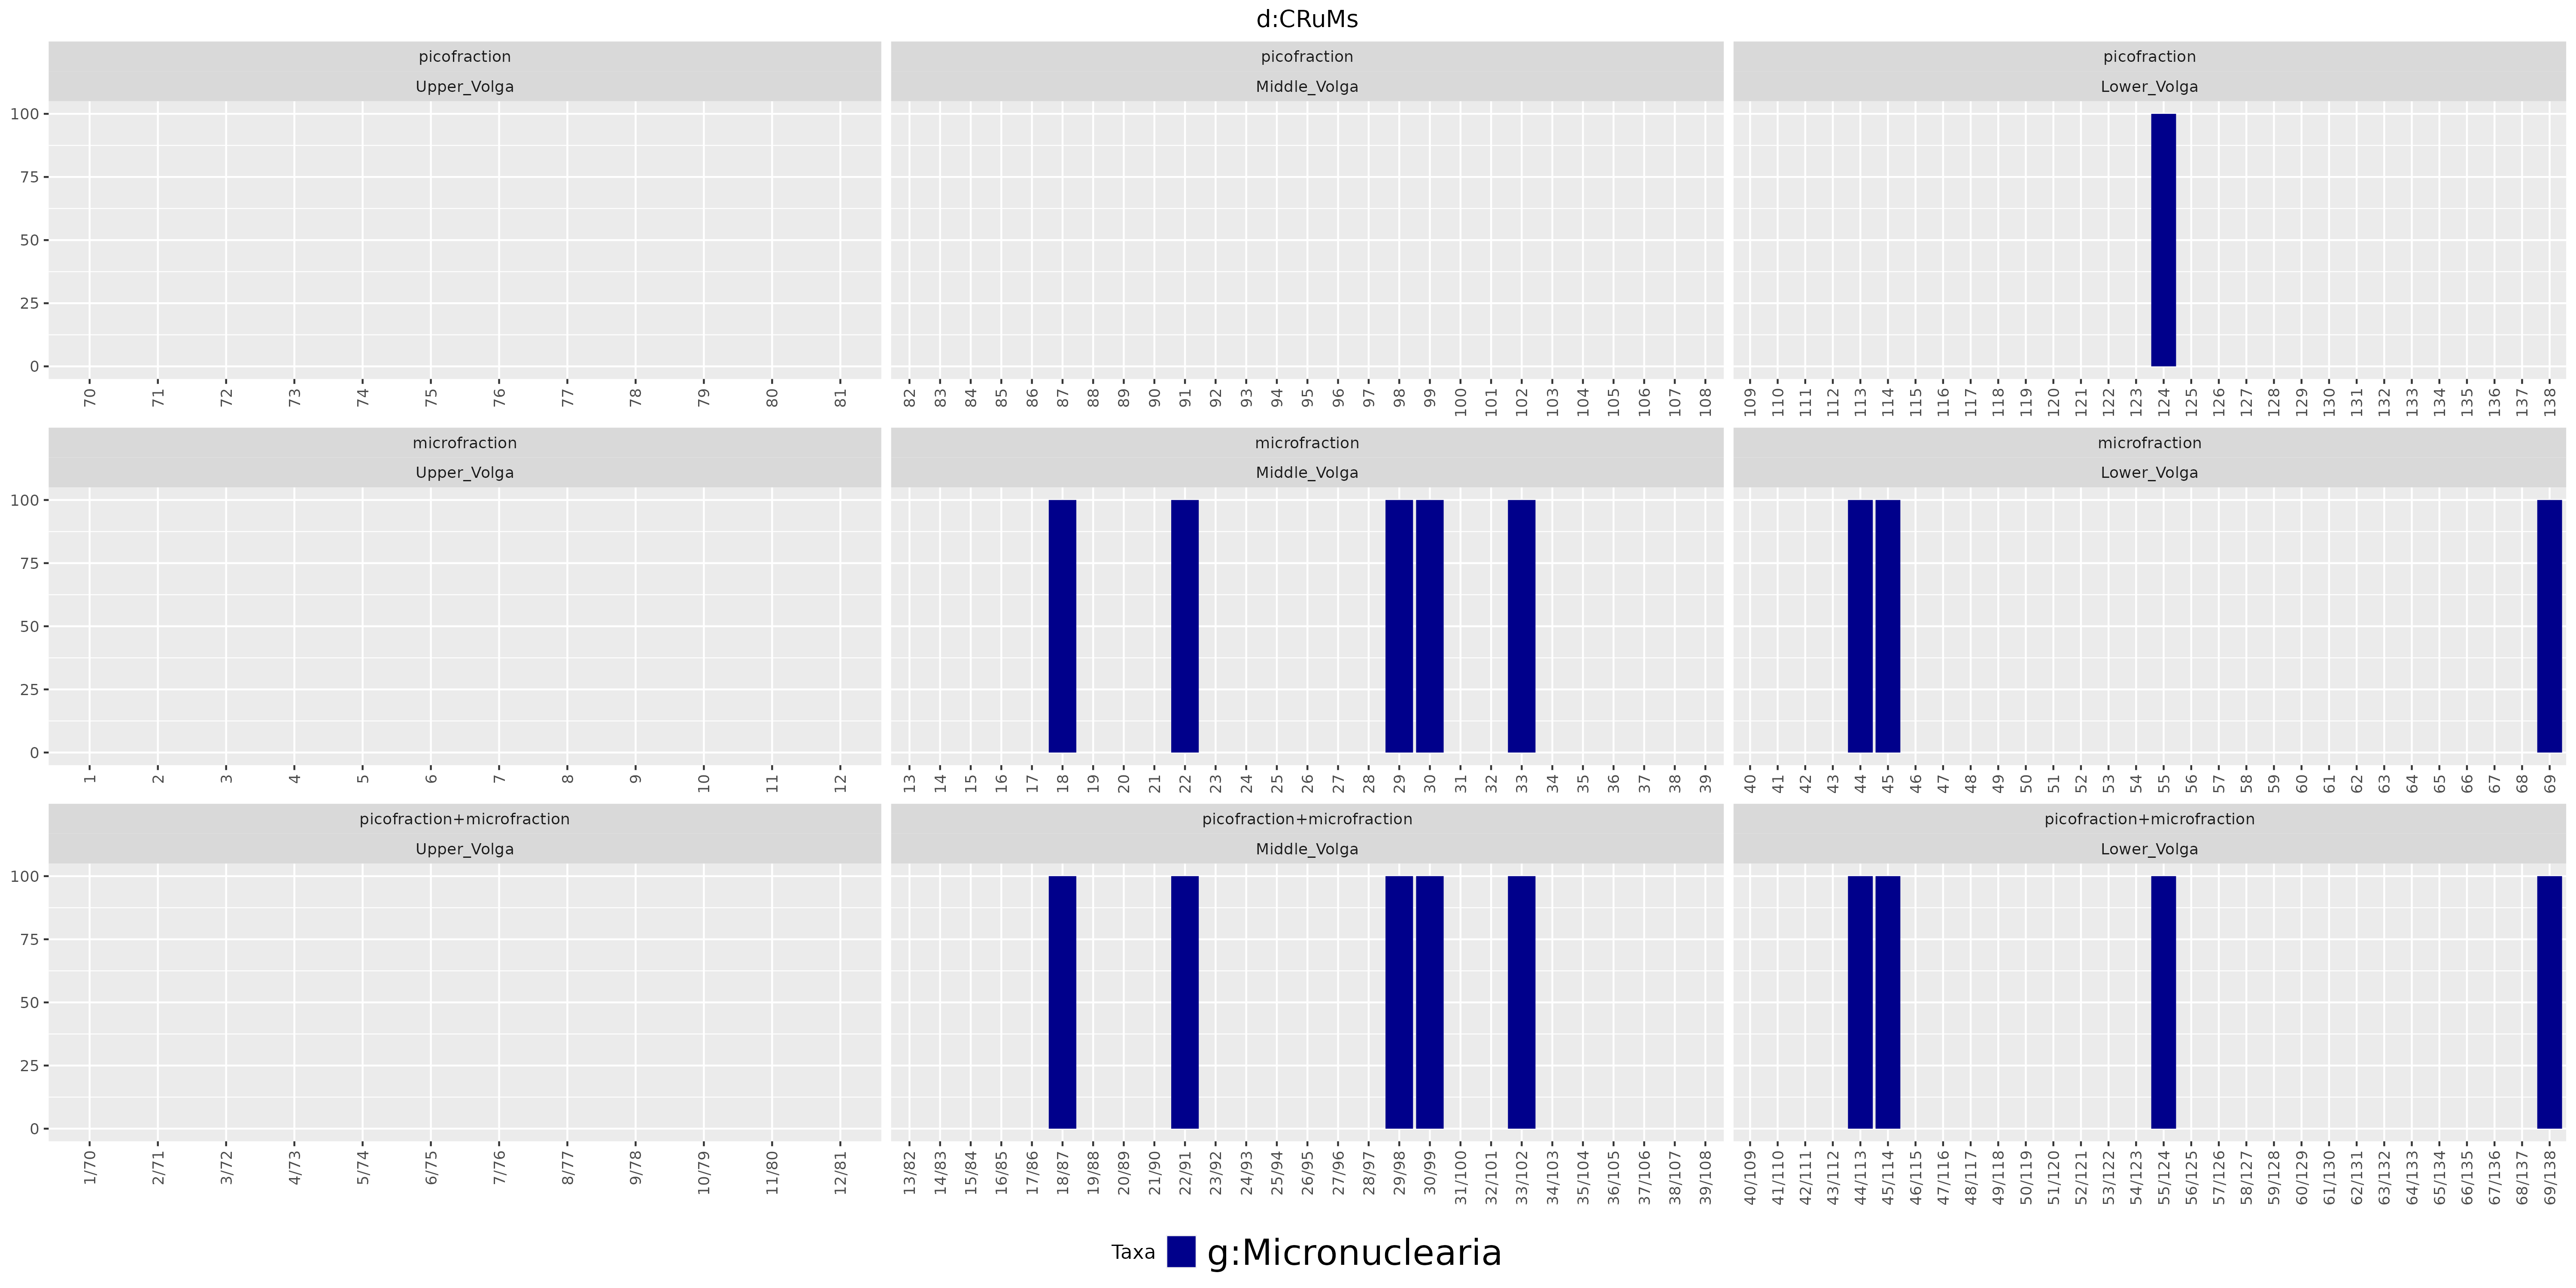 d:CRuMs
picofraction picofraction picofraction
Upper_Volga Middle_Volga Lower_Volga
100
75
50
25
0
70 71 72 73 74 75 76 77 78 79 80 81 82 83 84 85 86 87 88 89 90 91 92 93 94 95 96 97 98 99 100 101 102 103 104 105 106 107 108 109 110 111 112 113 114 115 116 117 118 119 120 121 122 123 124 125 126 127 128 129 130 131 132 133 134 135 136 137 138
microfraction microfraction microfraction
Upper_Volga Middle_Volga Lower_Volga
100
75
50
25
0
1 2 3 4 5 6 7 8 9 10 11 12 13 14 15 16 17 18 19 20 21 22 23 24 25 26 27 28 29 30 31 32 33 34 35 36 37 38 39 40 41 42 43 44 45 46 47 48 49 50 51 52 53 54 55 56 57 58 59 60 61 62 63 64 65 66 67 68 69
picofraction+microfraction picofraction+microfraction picofraction+microfraction
Upper_Volga Middle_Volga Lower_Volga
100
75
50
25
0
1/70 2/71 3/72 4/73 5/74 6/75 7/76 8/77 9/78 10/79 11/80 12/81 13/82 14/83 15/84 16/85 17/86 18/87 19/88 20/89 21/90 22/91 23/92 24/93 25/94 26/95 27/96 28/97 29/98 30/99 31/100 32/101 33/102 34/103 35/104 36/105 37/106 38/107 39/108 40/109 41/110 42/111 43/112 44/113 45/114 46/115 47/116 48/117 49/118 50/119 51/120 52/121 53/122 54/123 55/124 56/125 57/126 58/127 59/128 60/129 61/130 62/131 63/132 64/133 65/134 66/135 67/136 68/137 69/138
Taxa g:Micronuclearia